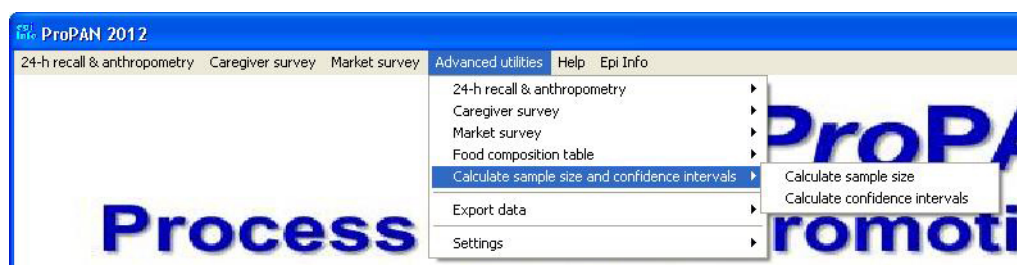 Epi Info ProPAN 2012
24-h recall & anthropometry Caregiver survey Market survey Advanced utilities Help Epi Info
24-h recall & anthropometry
Caregiver survey
Market survey
Food composition table
Calculate sample size and confidence intervals
Calculate sample size
Calculate confidence intervals
Export data
Settings
ProPA
Process
romoti